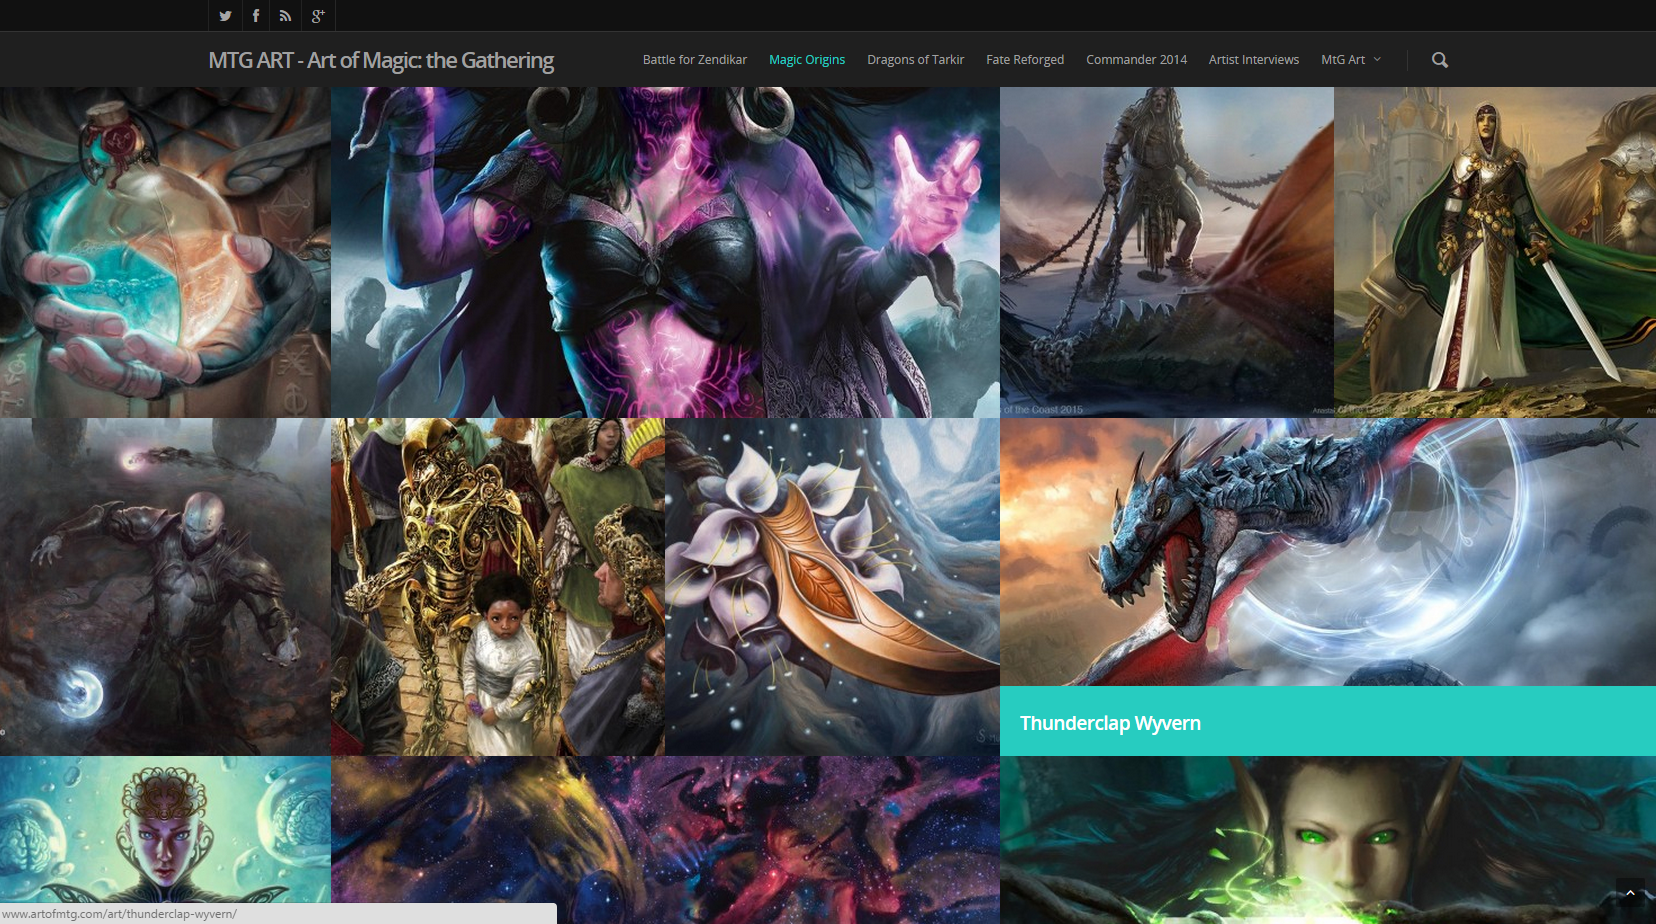 MTG ART - Art of Magic: the Gathering
Battle for Zendikar Magic Origins Dragons of Tarkir Fate Reforged Commander 2014 Artist Interviews MtG Art
of the Coast 2015
Thunderclap Wyvern
www.artofmtg.com/art/thunderclap-wyvern/